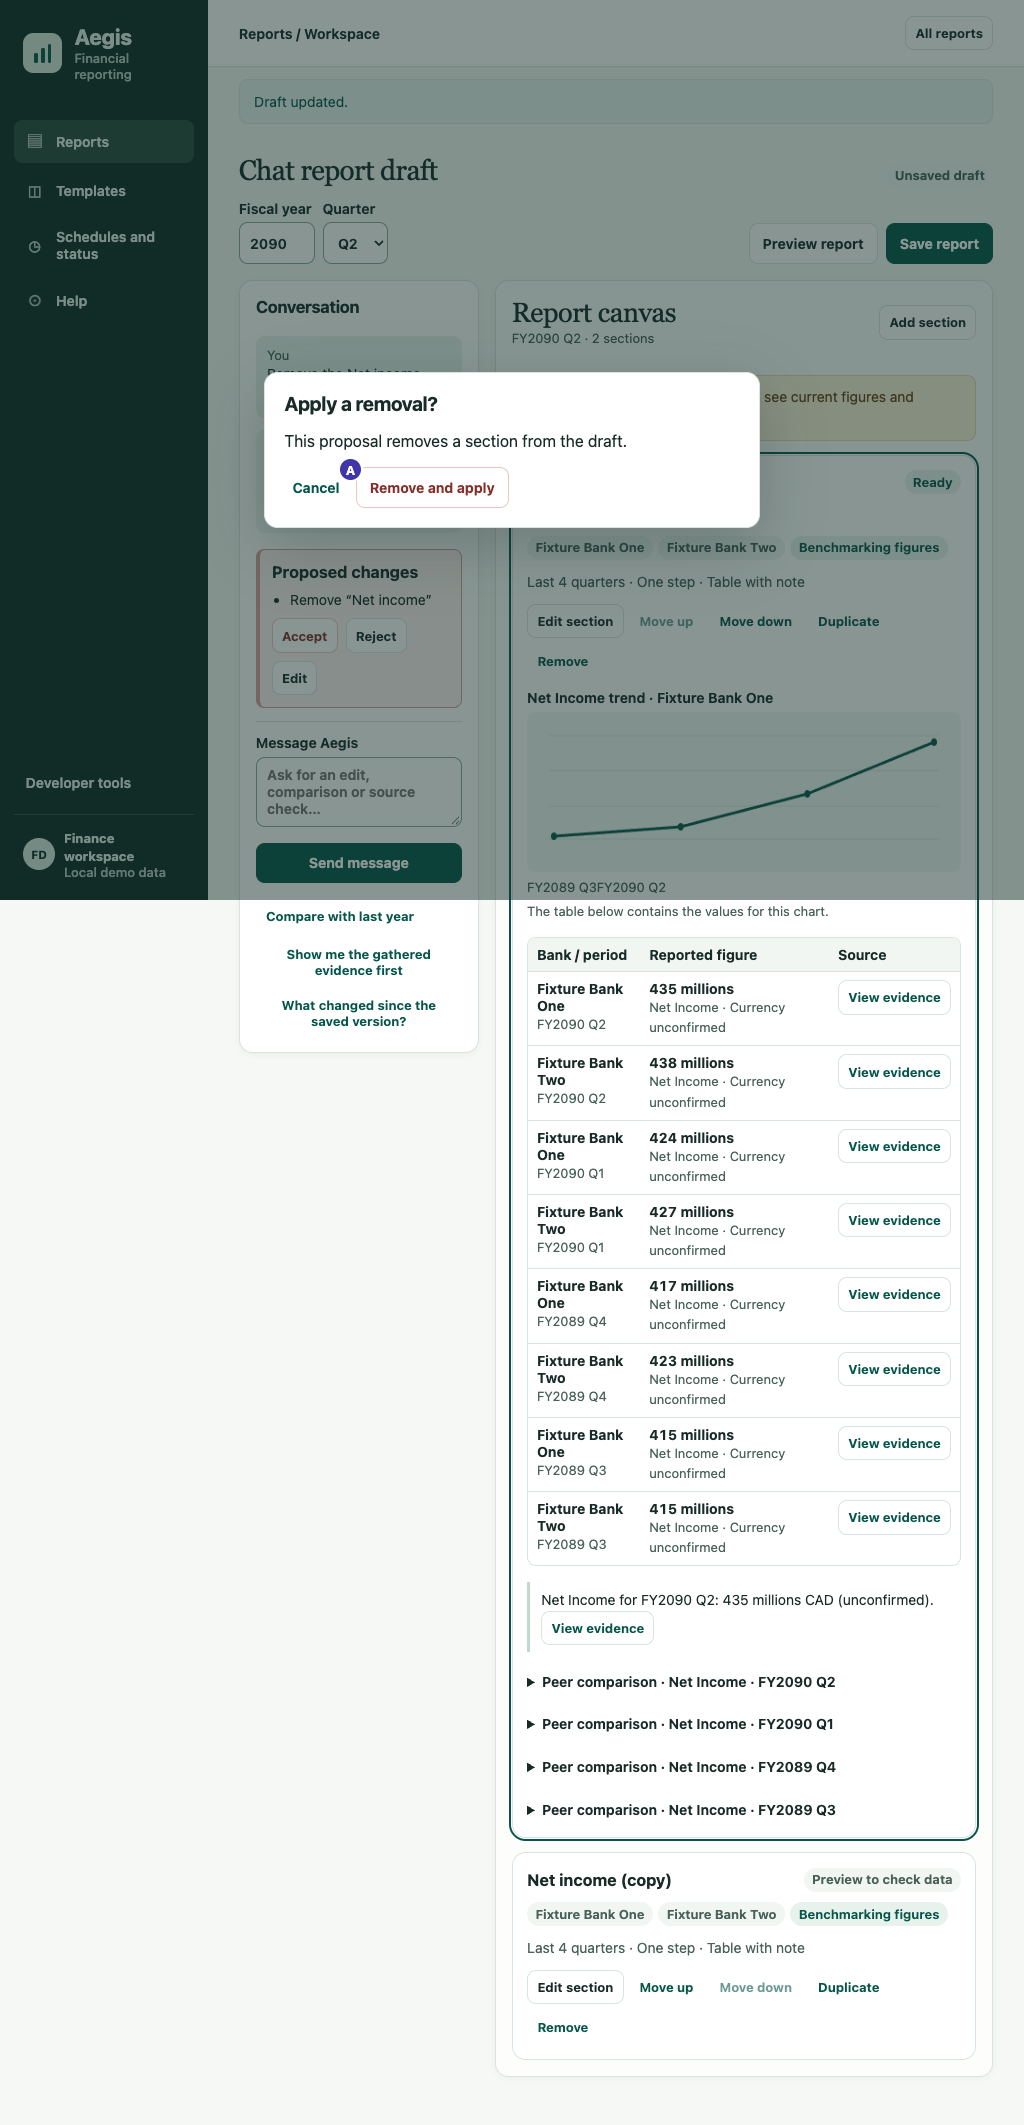 Aegis
Financial
reporting
Reports
Templates
Schedules and
status
Help
Developer tools
FD
Finance
workspace
Local demo data
Reports / Workspace
All reports
Draft updated.
Chat report draft
Unsaved draft
Fiscal year
Quarter
2090
Q2
Preview report
Save report
Conversation
You
Apply a removal?
This proposal removes a section from the draft.
A
Cancel
Remove and apply
Proposed changes
Remove “Net income”
Accept
Reject
Edit
Message Aegis
Ask for an edit,
comparison or source
check...
Send message
Compare with last year
Show me the gathered
evidence first
What changed since the
saved version?
Report canvas
FY2090 Q2 · 2 sections
Add section
see current figures and
Ready
Fixture Bank One
Fixture Bank Two
Benchmarking figures
Last 4 quarters · One step · Table with note
Edit section
Move up
Move down
Duplicate
Remove
Net Income trend · Fixture Bank One
FY2089 Q3FY2090 Q2
The table below contains the values for this chart.
Bank / period
Reported figure
Source
Fixture Bank
One
FY2090 Q2
435 millions
Net Income · Currency
unconfirmed
View evidence
Fixture Bank
Two
FY2090 Q2
438 millions
Net Income · Currency
unconfirmed
View evidence
Fixture Bank
One
FY2090 Q1
424 millions
Net Income · Currency
unconfirmed
View evidence
Fixture Bank
Two
FY2090 Q1
427 millions
Net Income · Currency
unconfirmed
View evidence
Fixture Bank
One
FY2089 Q4
417 millions
Net Income · Currency
unconfirmed
View evidence
Fixture Bank
Two
FY2089 Q4
423 millions
Net Income · Currency
unconfirmed
View evidence
Fixture Bank
One
FY2089 Q3
415 millions
Net Income · Currency
unconfirmed
View evidence
Fixture Bank
Two
FY2089 Q3
415 millions
Net Income · Currency
unconfirmed
View evidence
Net Income for FY2090 Q2: 435 millions CAD (unconfirmed).
View evidence
Peer comparison · Net Income · FY2090 Q2
Peer comparison · Net Income · FY2090 Q1
Peer comparison · Net Income · FY2089 Q4
Peer comparison · Net Income · FY2089 Q3
Net income (copy)
Preview to check data
Fixture Bank One
Fixture Bank Two
Benchmarking figures
Last 4 quarters · One step · Table with note
Edit section
Move up
Move down
Duplicate
Remove